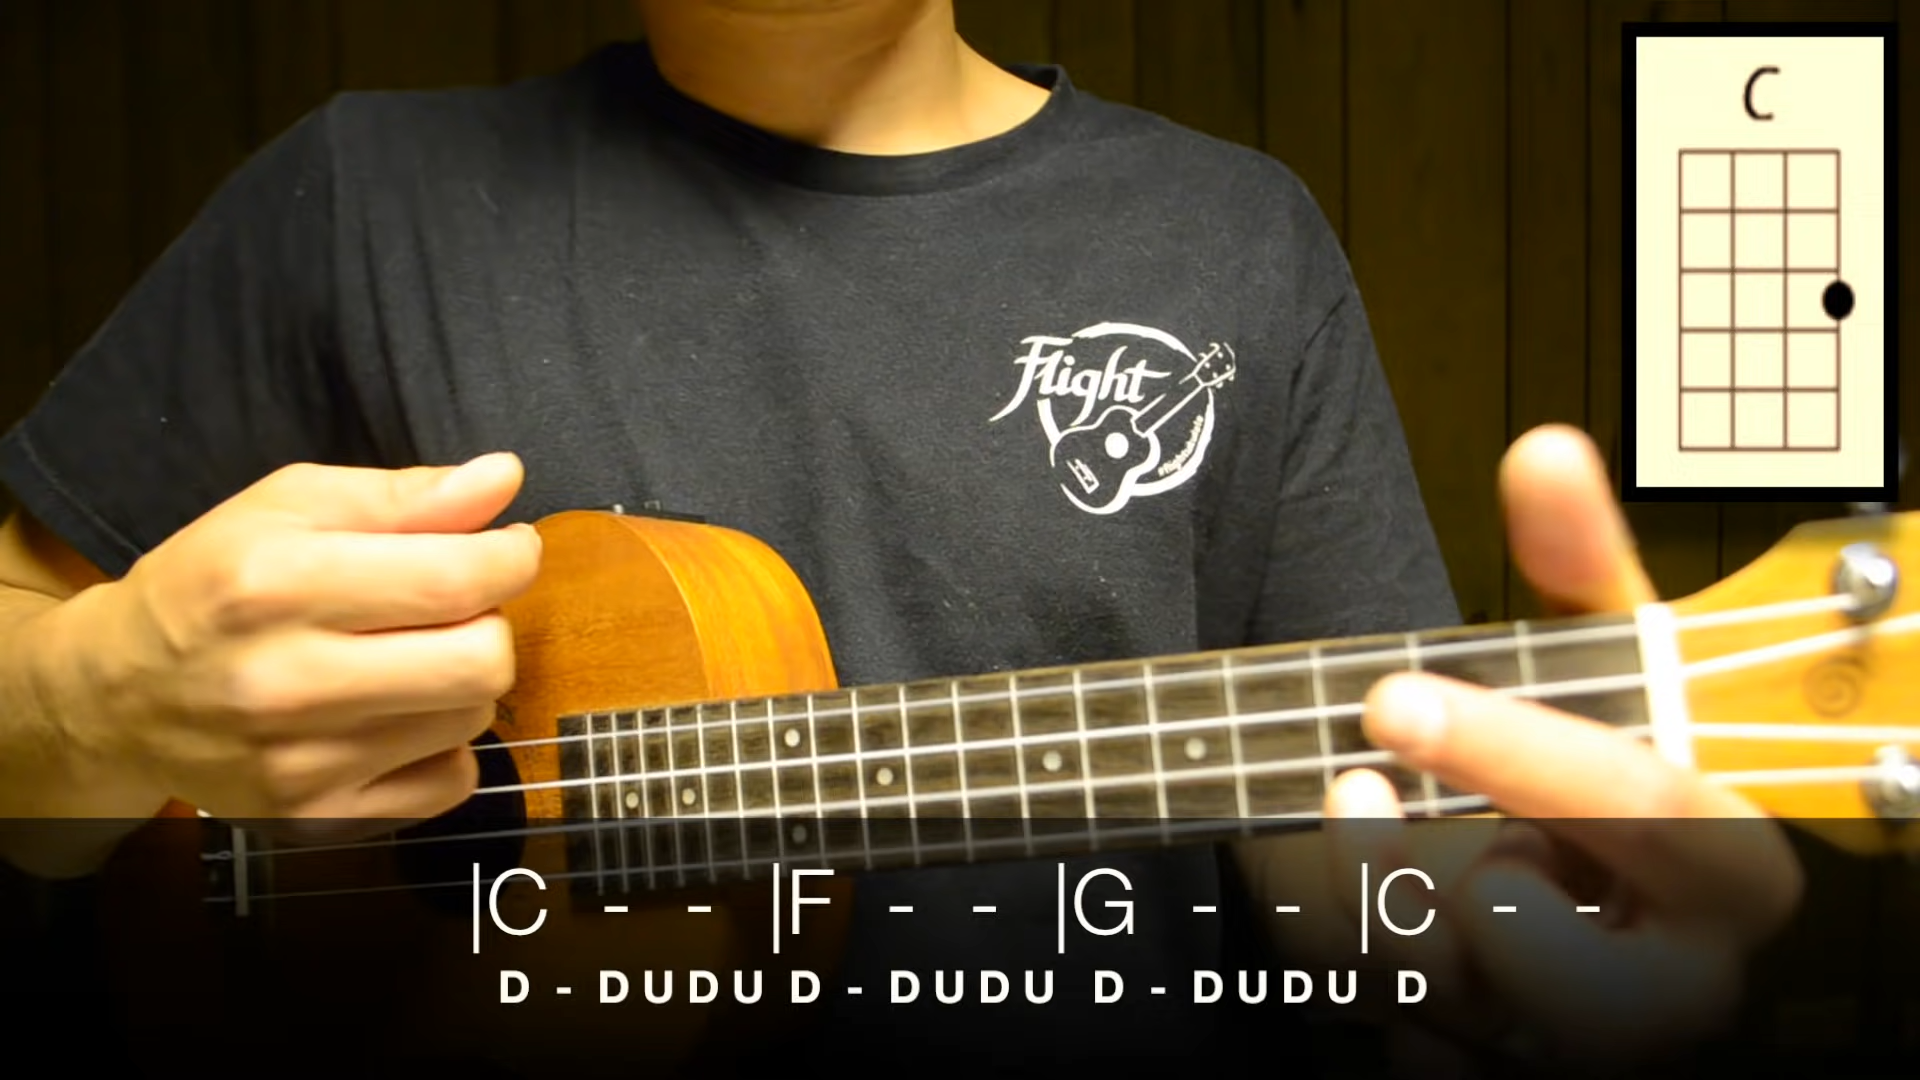 C
Flight
|C - - |F - - |G - - |C - -
D - DUDU D - DUDU D - DUDU D